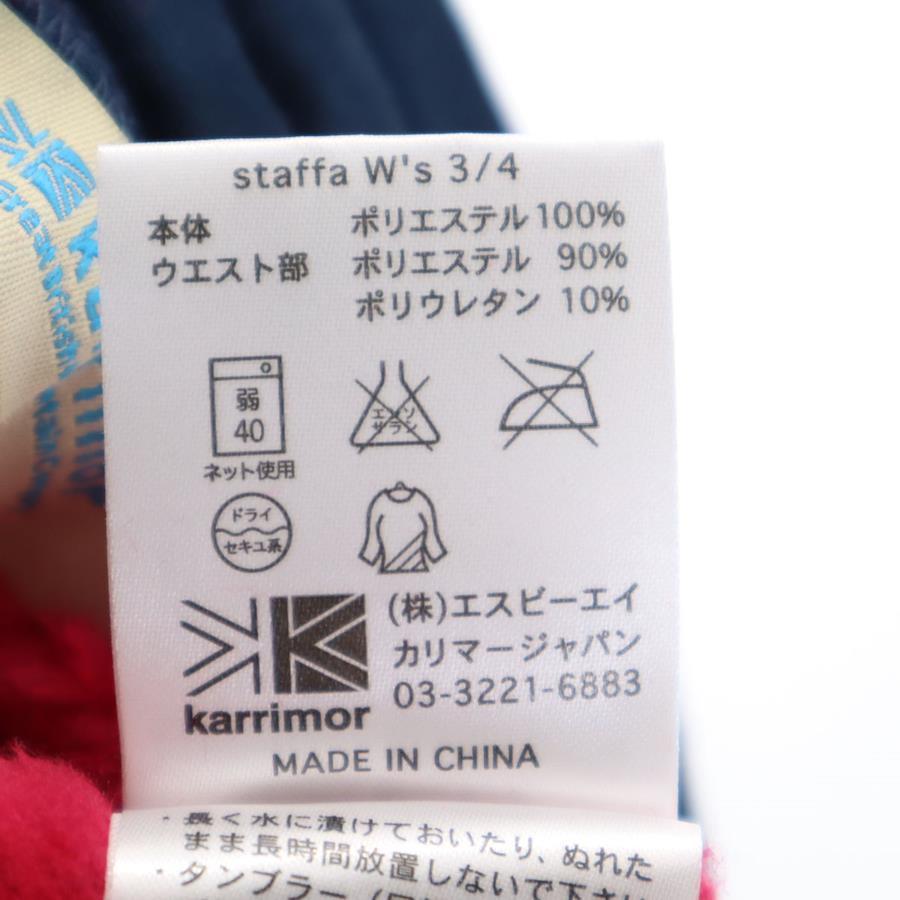 staffa W's 3/4
本体 ポリエステル100%
ウエスト部 ポリエステル 90%
ポリウレタン 10%
弱
40
エンソ
サラシ
ネット使用
ドライ
セキユ系
(株)エスビーエイ
カリマージャパン
03-3221-6883
karrimor
MADE IN CHINA
・長く水に漬けておいたり、ぬれた
まま長時間放置しないで下さい
・タンブラー